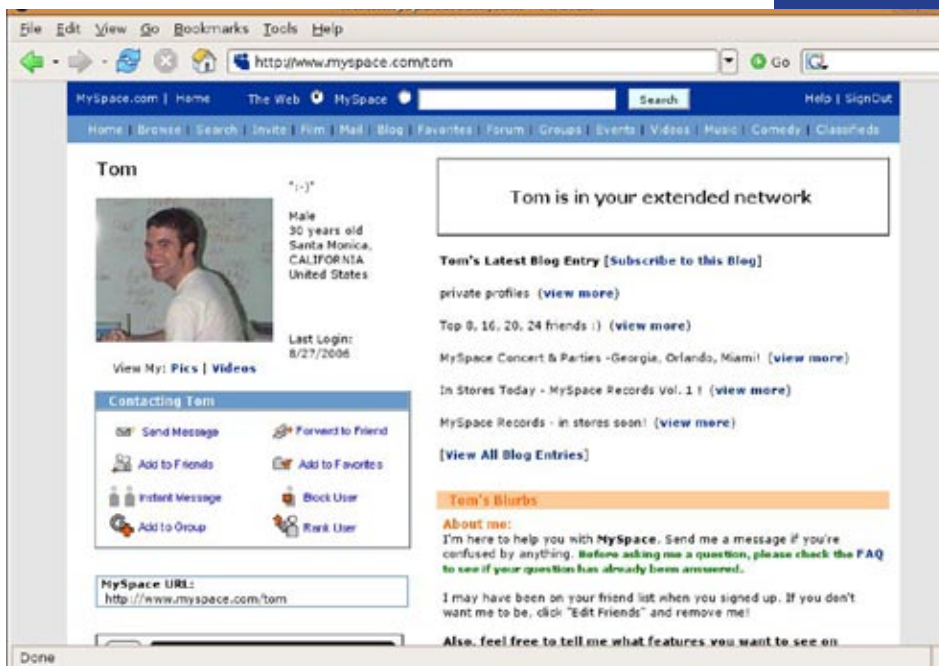 File Edit View Go Bookmarks Tools Help
http://www.myspace.com/tom
Go
MySpace.com | Home
The Web MySpace
Search
Help | SignOut
Home | Browse | Search | Invite | Film | Mail | Blog | Favorites | Forum | Groups | Events | Videos | Music | Comedy | Classifieds
Tom
":-)"
Male
30 years old
Santa Monica,
CALIFORNIA
United States
Last Login:
8/27/2006
View My: Pics | Videos
Contacting Tom
Send Message
Forward to Friend
Add to Friends
Add to Favorites
Instant Message
Block User
Add to Group
Rank User
MySpace URL:
http://www.myspace.com/tom
Tom is in your extended network
Tom's Latest Blog Entry [Subscribe to this Blog]
private profiles (view more)
Top 8, 16, 20, 24 friends :) (view more)
MySpace Concert & Parties -Georgia, Orlando, Miami! (view more)
In Stores Today - MySpace Records Vol. 1 ! (view more)
MySpace Records - in stores soon! (view more)
[View All Blog Entries]
Tom's Blurbs
About me:
I'm here to help you with MySpace. Send me a message if you're
confused by anything. Before asking me a question, please check the FAQ
to see if your question has already been answered.
I may have been on your friend list when you signed up. If you don't
want me to be, click "Edit Friends" and remove me!
Also, feel free to tell me what features you want to see on
Done